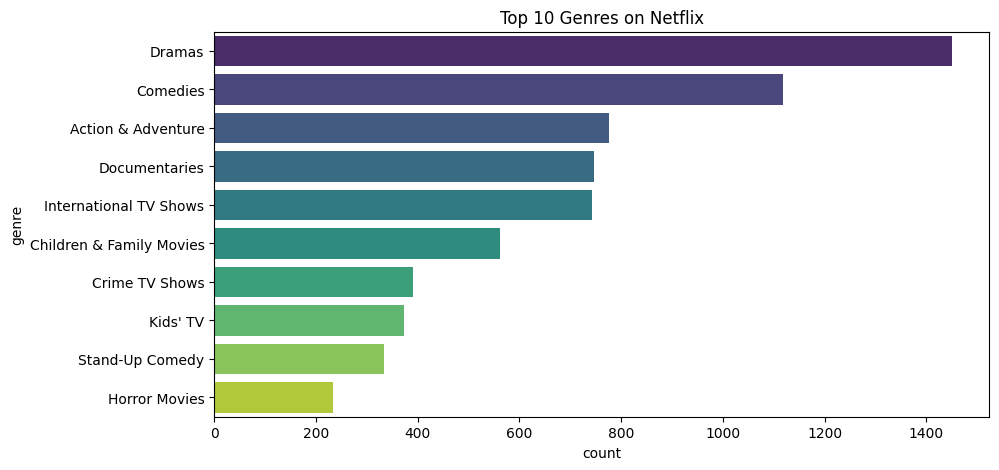 Top 10 Genres on Netflix
genre
Dramas
Comedies
Action & Adventure
Documentaries
International TV Shows
Children & Family Movies
Crime TV Shows
Kids' TV
Stand-Up Comedy
Horror Movies
0 200 400 600 800 1000 1200 1400
count